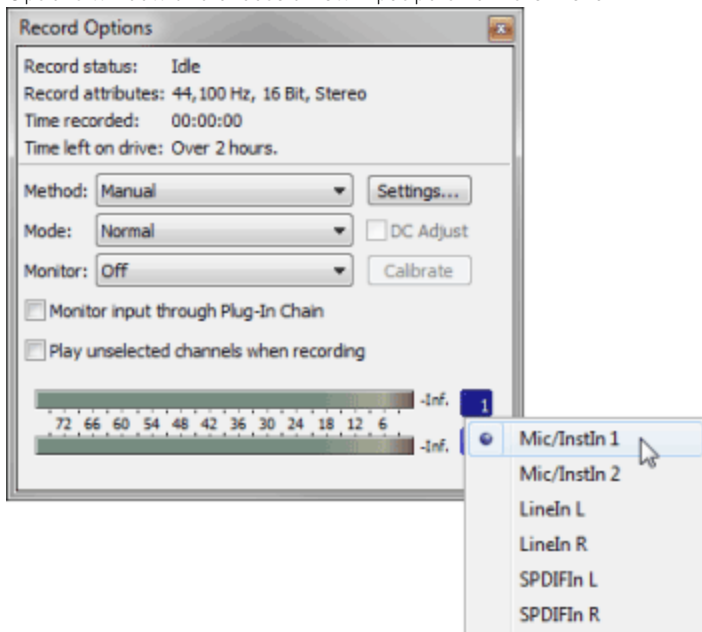 Record Options
Record status: Idle
Record attributes: 44,100 Hz, 16 Bit, Stereo
Time recorded: 00:00:00
Time left on drive: Over 2 hours.
Method: Manual Settings...
Mode: Normal DC Adjust
Monitor: Off Calibrate
Monitor input through Plug-In Chain
Play unselected channels when recording
-Inf. 1
72 66 60 54 48 42 36 30 24 18 12 6
-Inf.
Mic/InstIn 1
Mic/InstIn 2
LineIn L
LineIn R
SPDIFIn L
SPDIFIn R